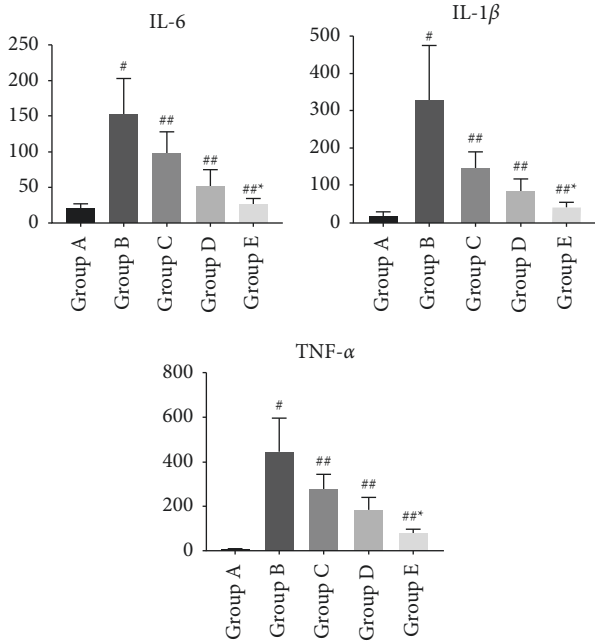 IL-6
250
200
150
100
50
0
#
##
##
##*
Group A
Group B
Group C
Group D
Group E
IL-1β
500
400
300
200
100
0
#
##
##
##*
Group A
Group B
Group C
Group D
Group E
TNF-α
800
600
400
200
0
#
##
##
##*
Group A
Group B
Group C
Group D
Group E